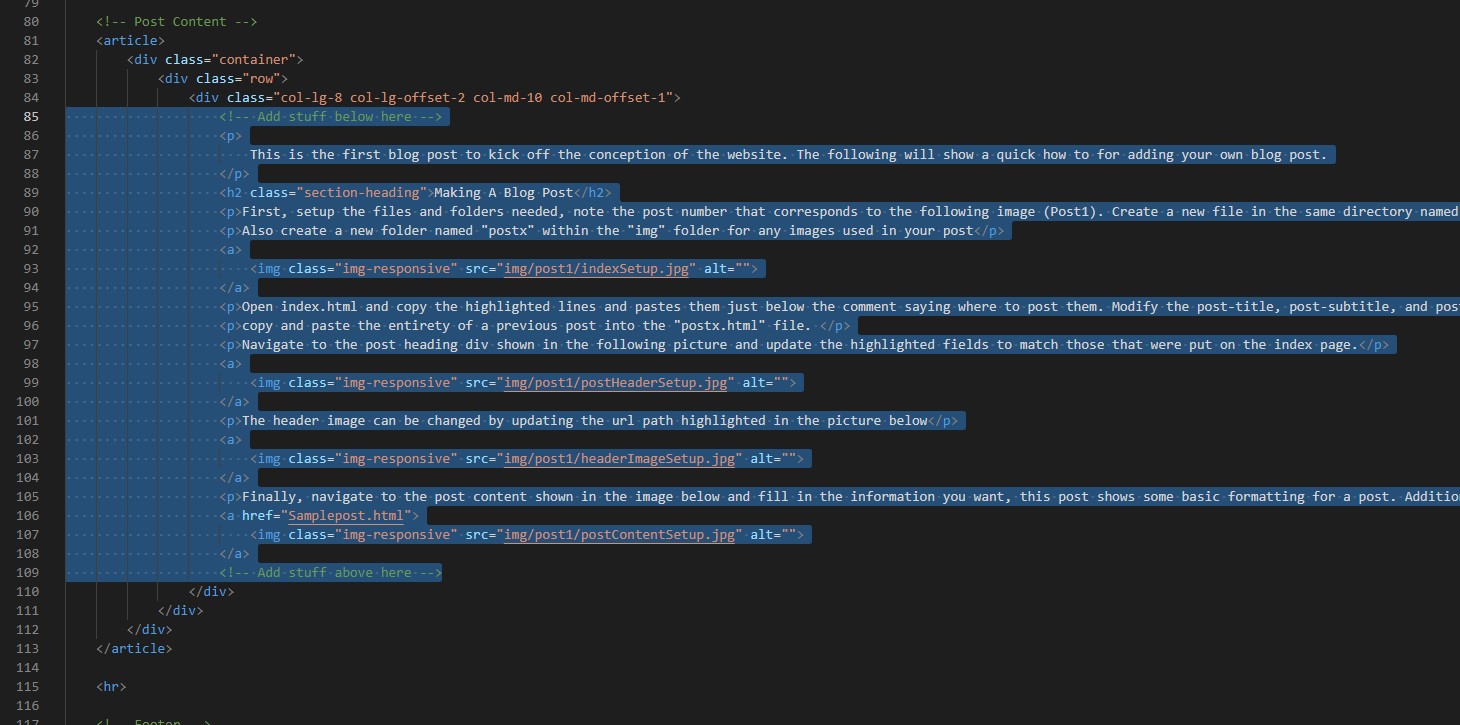 79
80 <!-- Post Content -->
81 <article>
82 <div class="container">
83 <div class="row">
84 <div class="col-lg-8 col-lg-offset-2 col-md-10 col-md-offset-1">
85 <!-- Add stuff below here -->
86 <p>
87 This is the first blog post to kick off the conception of the website. The following will show a quick how to for adding your own blog post.
88 </p>
89 <h2 class="section-heading">Making A Blog Post</h2>
90 <p>First, setup the files and folders needed, note the post number that corresponds to the following image (Post1). Create a new file in the same directory named
91 <p>Also create a new folder named "postx" within the "img" folder for any images used in your post</p>
92 <a>
93 <img class="img-responsive" src="img/post1/indexSetup.jpg" alt="">
94 </a>
95 <p>Open index.html and copy the highlighted lines and pastes them just below the comment saying where to post them. Modify the post-title, post-subtitle, and pos
96 <p>copy and paste the entirety of a previous post into the "postx.html" file. </p>
97 <p>Navigate to the post heading div shown in the following picture and update the highlighted fields to match those that were put on the index page.</p>
98 <a>
99 <img class="img-responsive" src="img/post1/postHeaderSetup.jpg" alt="">
100 </a>
101 <p>The header image can be changed by updating the url path highlighted in the picture below</p>
102 <a>
103 <img class="img-responsive" src="img/post1/headerImageSetup.jpg" alt="">
104 </a>
105 <p>Finally, navigate to the post content shown in the image below and fill in the information you want, this post shows some basic formatting for a post. Additio
106 <a href="Samplepost.html">
107 <img class="img-responsive" src="img/post1/postContentSetup.jpg" alt="">
108 </a>
109 <!-- Add stuff above here -->
110 </div>
111 </div>
112 </div>
113 </article>
114
115 <hr>
116
117 <!-- Footer -->